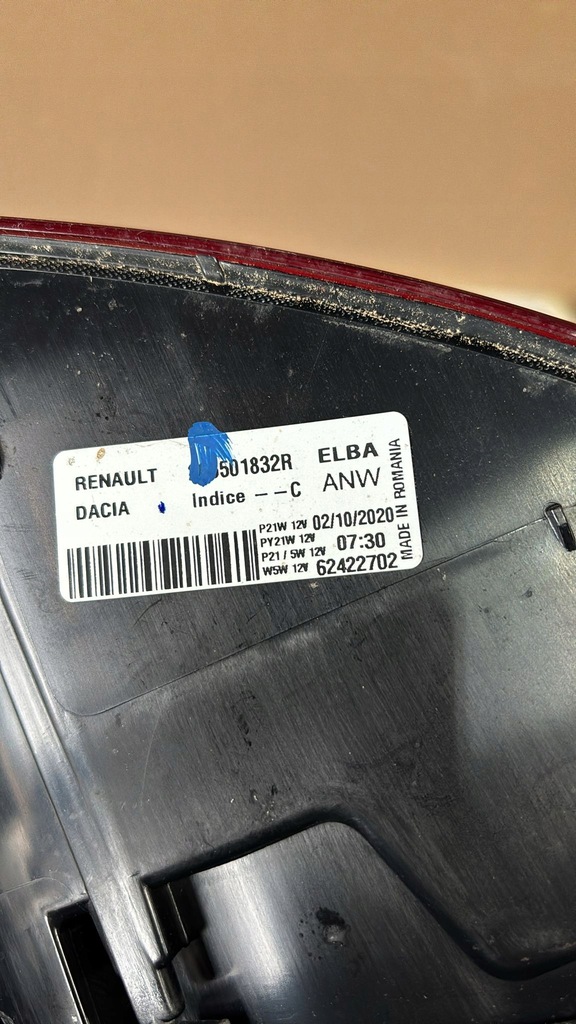 RENAULT
DACIA
501832R
Indice – – C
ELBA
ANW
P21W 12V
PY21W 12V
P21 / 5W 12V
W5W 12V
02/10/2020
07:30
62422702
MADE IN ROMANIA